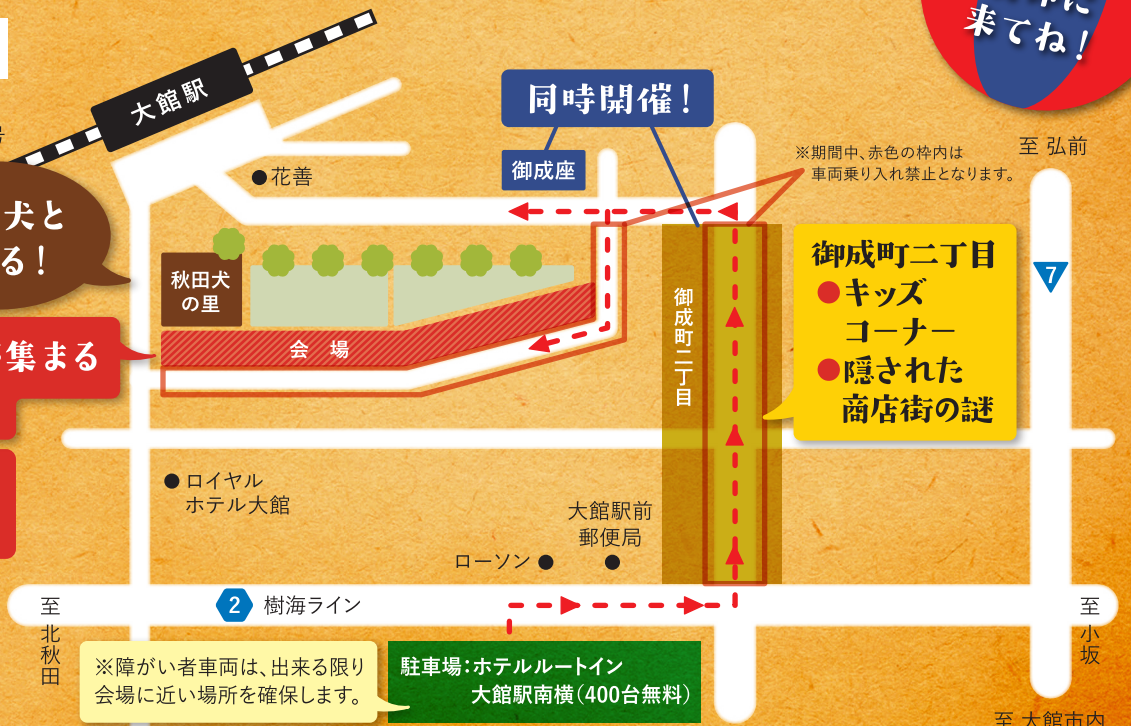 来てね！
大館駅
同時開催！
御成座
花善
※期間中、赤色の枠内は
車両乗り入れ禁止となります。
至 弘前
犬と
る！
秋田犬
の里
会 場
集まる
御成町二丁目
御成町二丁目
●キッズ
コーナー
●隠された
商店街の謎
7
ロイヤル
ホテル大館
大館駅前
郵便局
ローソン
2 樹海ライン
至 北秋田
至 小坂
※障がい者車両は、出来る限り
会場に近い場所を確保します。
駐車場：ホテルルートイン
大館駅南横（400台無料）
至 大館市内